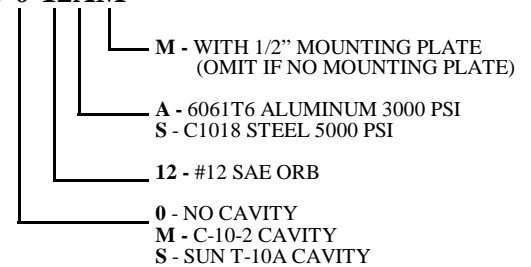 M - WITH 1/2” MOUNTING PLATE
(OMIT IF NO MOUNTING PLATE)
A - 6061T6 ALUMINUM 3000 PSI
S - C1018 STEEL 5000 PSI
12 - #12 SAE ORB
0 - NO CAVITY
M - C-10-2 CAVITY
S - SUN T-10A CAVITY